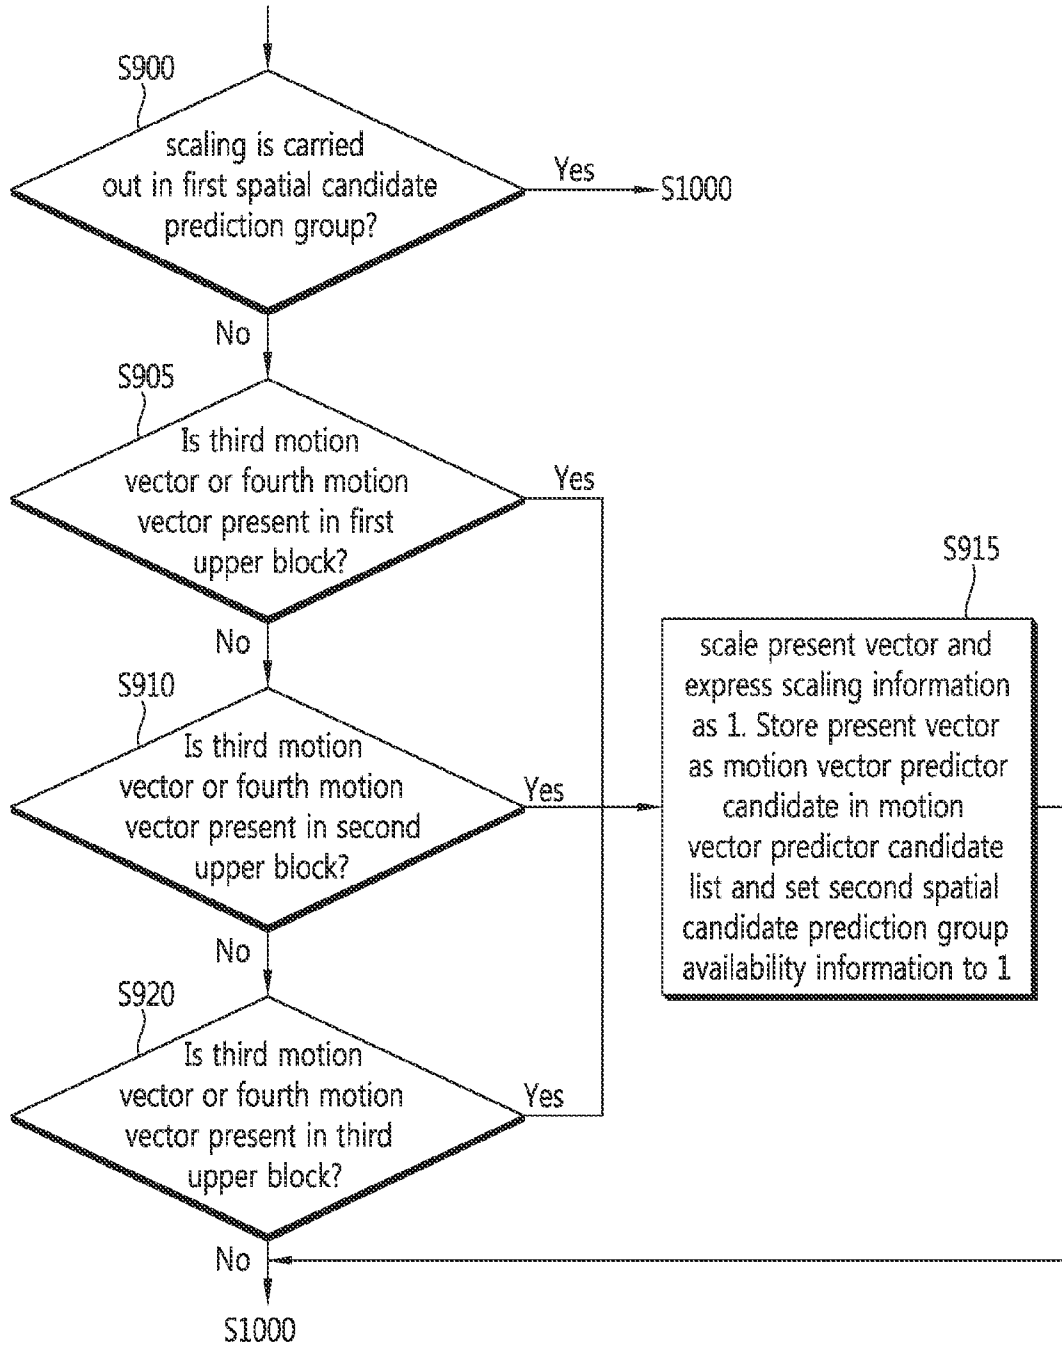 S900
scaling is carried
out in first spatial candidate
prediction group?
Yes
S1000
No
S905
Is third motion
vector or fourth motion
vector present in first
upper block?
Yes
No
S910
Is third motion
vector or fourth motion
vector present in second
upper block?
Yes
S915
scale present vector and
express scaling information
as 1. Store present vector
as motion vector predictor
candidate in motion
vector predictor candidate
list and set second spatial
candidate prediction group
availability information to 1
No
S920
Is third motion
vector or fourth motion
vector present in third
upper block?
Yes
No
S1000